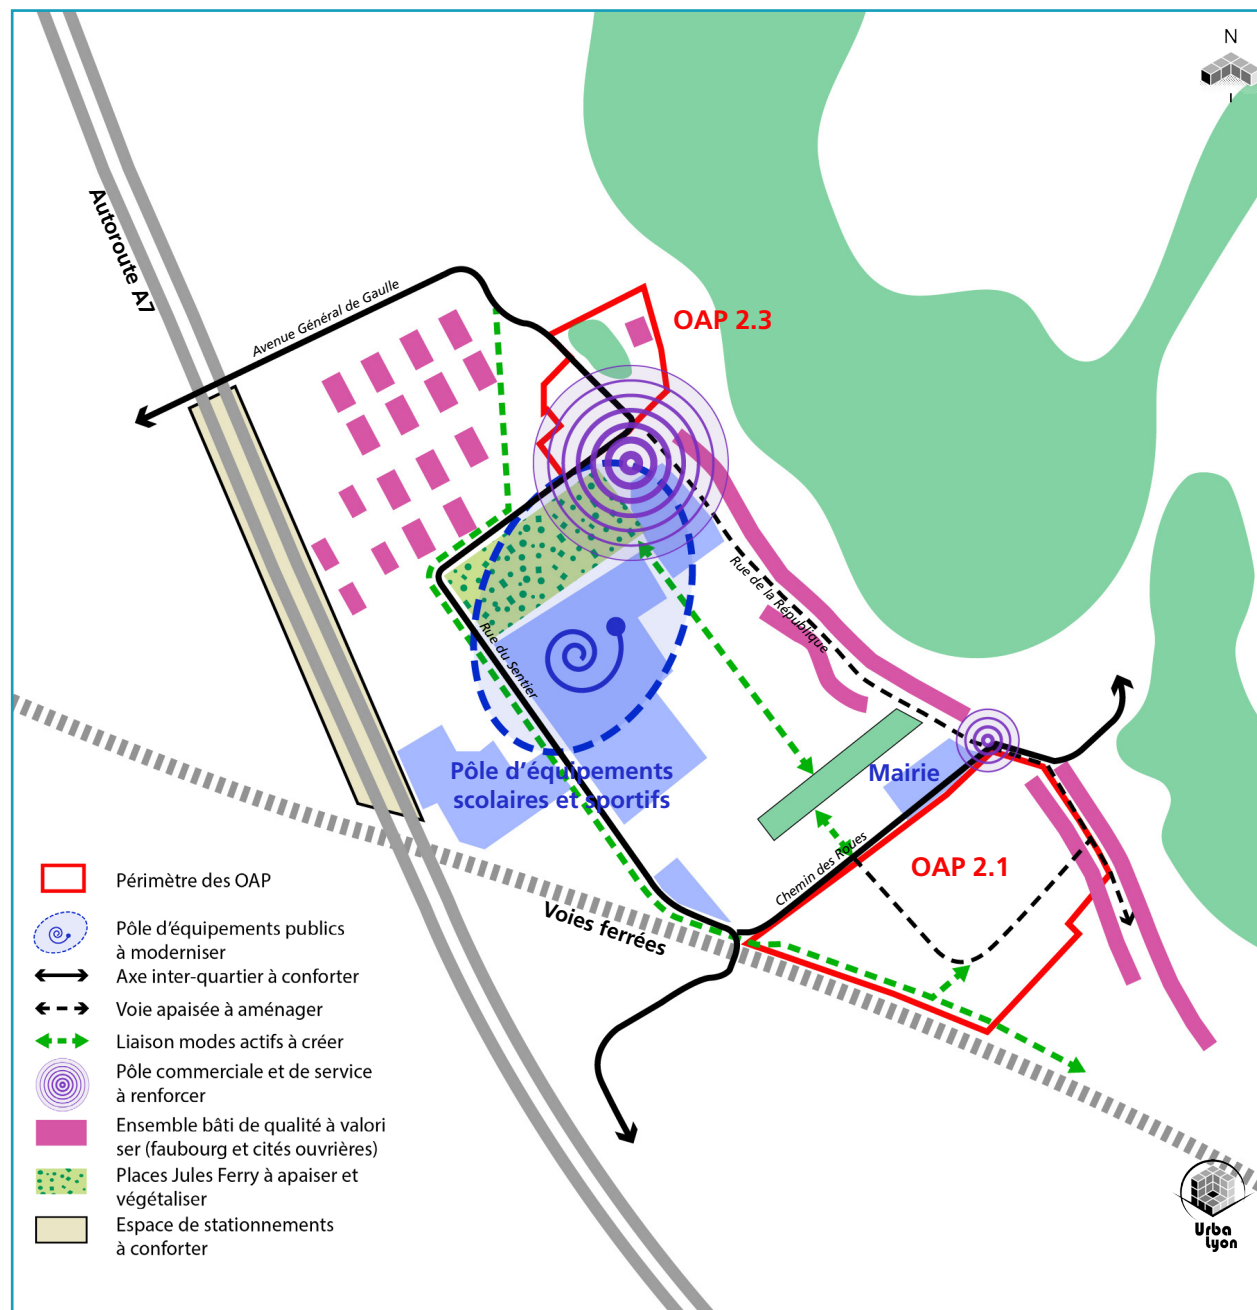 N
Autoroute A7
Avenue Général de Gaulle
OAP 2.3
Rue de la République
Rue du Sentier
Pôle d'équipements
scolaires et sportifs
Mairie
OAP 2.1
Chemin des Roues
Voies ferrées
Périmètre des OAP
Pôle d'équipements publics
à moderniser
Axe inter-quartier à conforter
Voie apaisée à aménager
Liaison modes actifs à créer
Pôle commerciale et de service
à renforcer
Ensemble bâti de qualité à valori
ser (faubourg et cités ouvrières)
Places Jules Ferry à apaiser et
végétaliser
Espace de stationnements
à conforter
Urba
Lyon